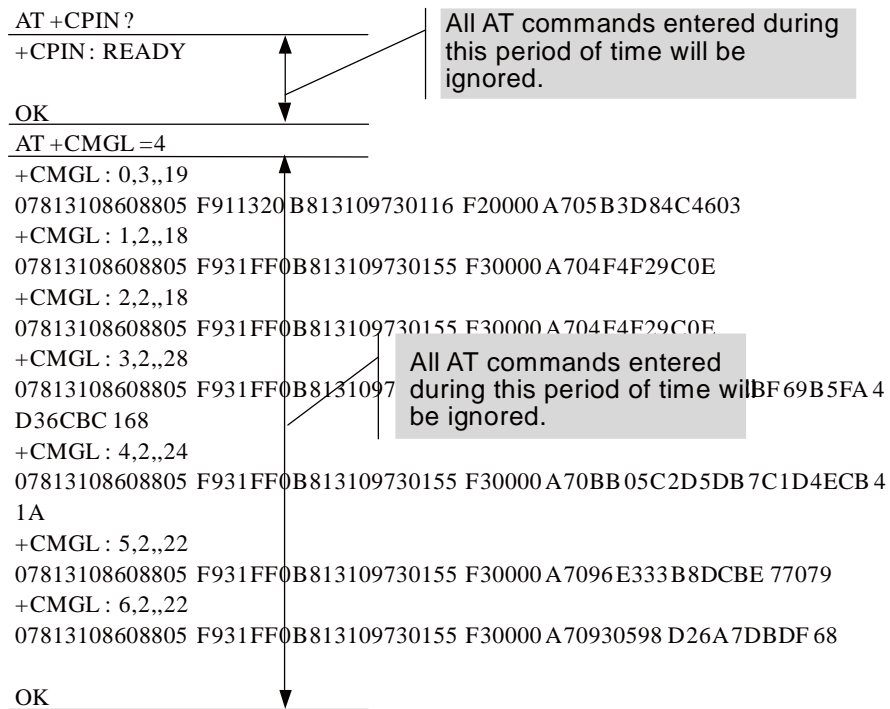 AT +CPIN ?
All AT commands entered during
this period of time will be
ignored.
+CPIN : READY
OK
AT +CMGL =4
+CMGL : 0,3,,19
07813108608805 F911320 B813109730116 F20000 A705B3D84C4603
+CMGL : 1,2,,18
07813108608805 F931FF0B813109730155 F30000 A704F4F29C0E
+CMGL : 2,2,,18
07813108608805 F931FF0B813109730155 F30000 A704F4F29C0E
+CMGL : 3,2,,28
07813108608805 F931FF0B8131097 BF 69B5FA 4
All AT commands entered
during this period of time will
be ignored.
D36CBC 168
+CMGL : 4,2,,24
07813108608805 F931FF0B813109730155 F30000 A70BB 05C2D5DB 7C1D4ECB 4
1A
+CMGL : 5,2,,22
07813108608805 F931FF0B813109730155 F30000 A7096E333B8DCBE 77079
+CMGL : 6,2,,22
07813108608805 F931FF0B813109730155 F30000 A70930598 D26A7DBDF 68
OK